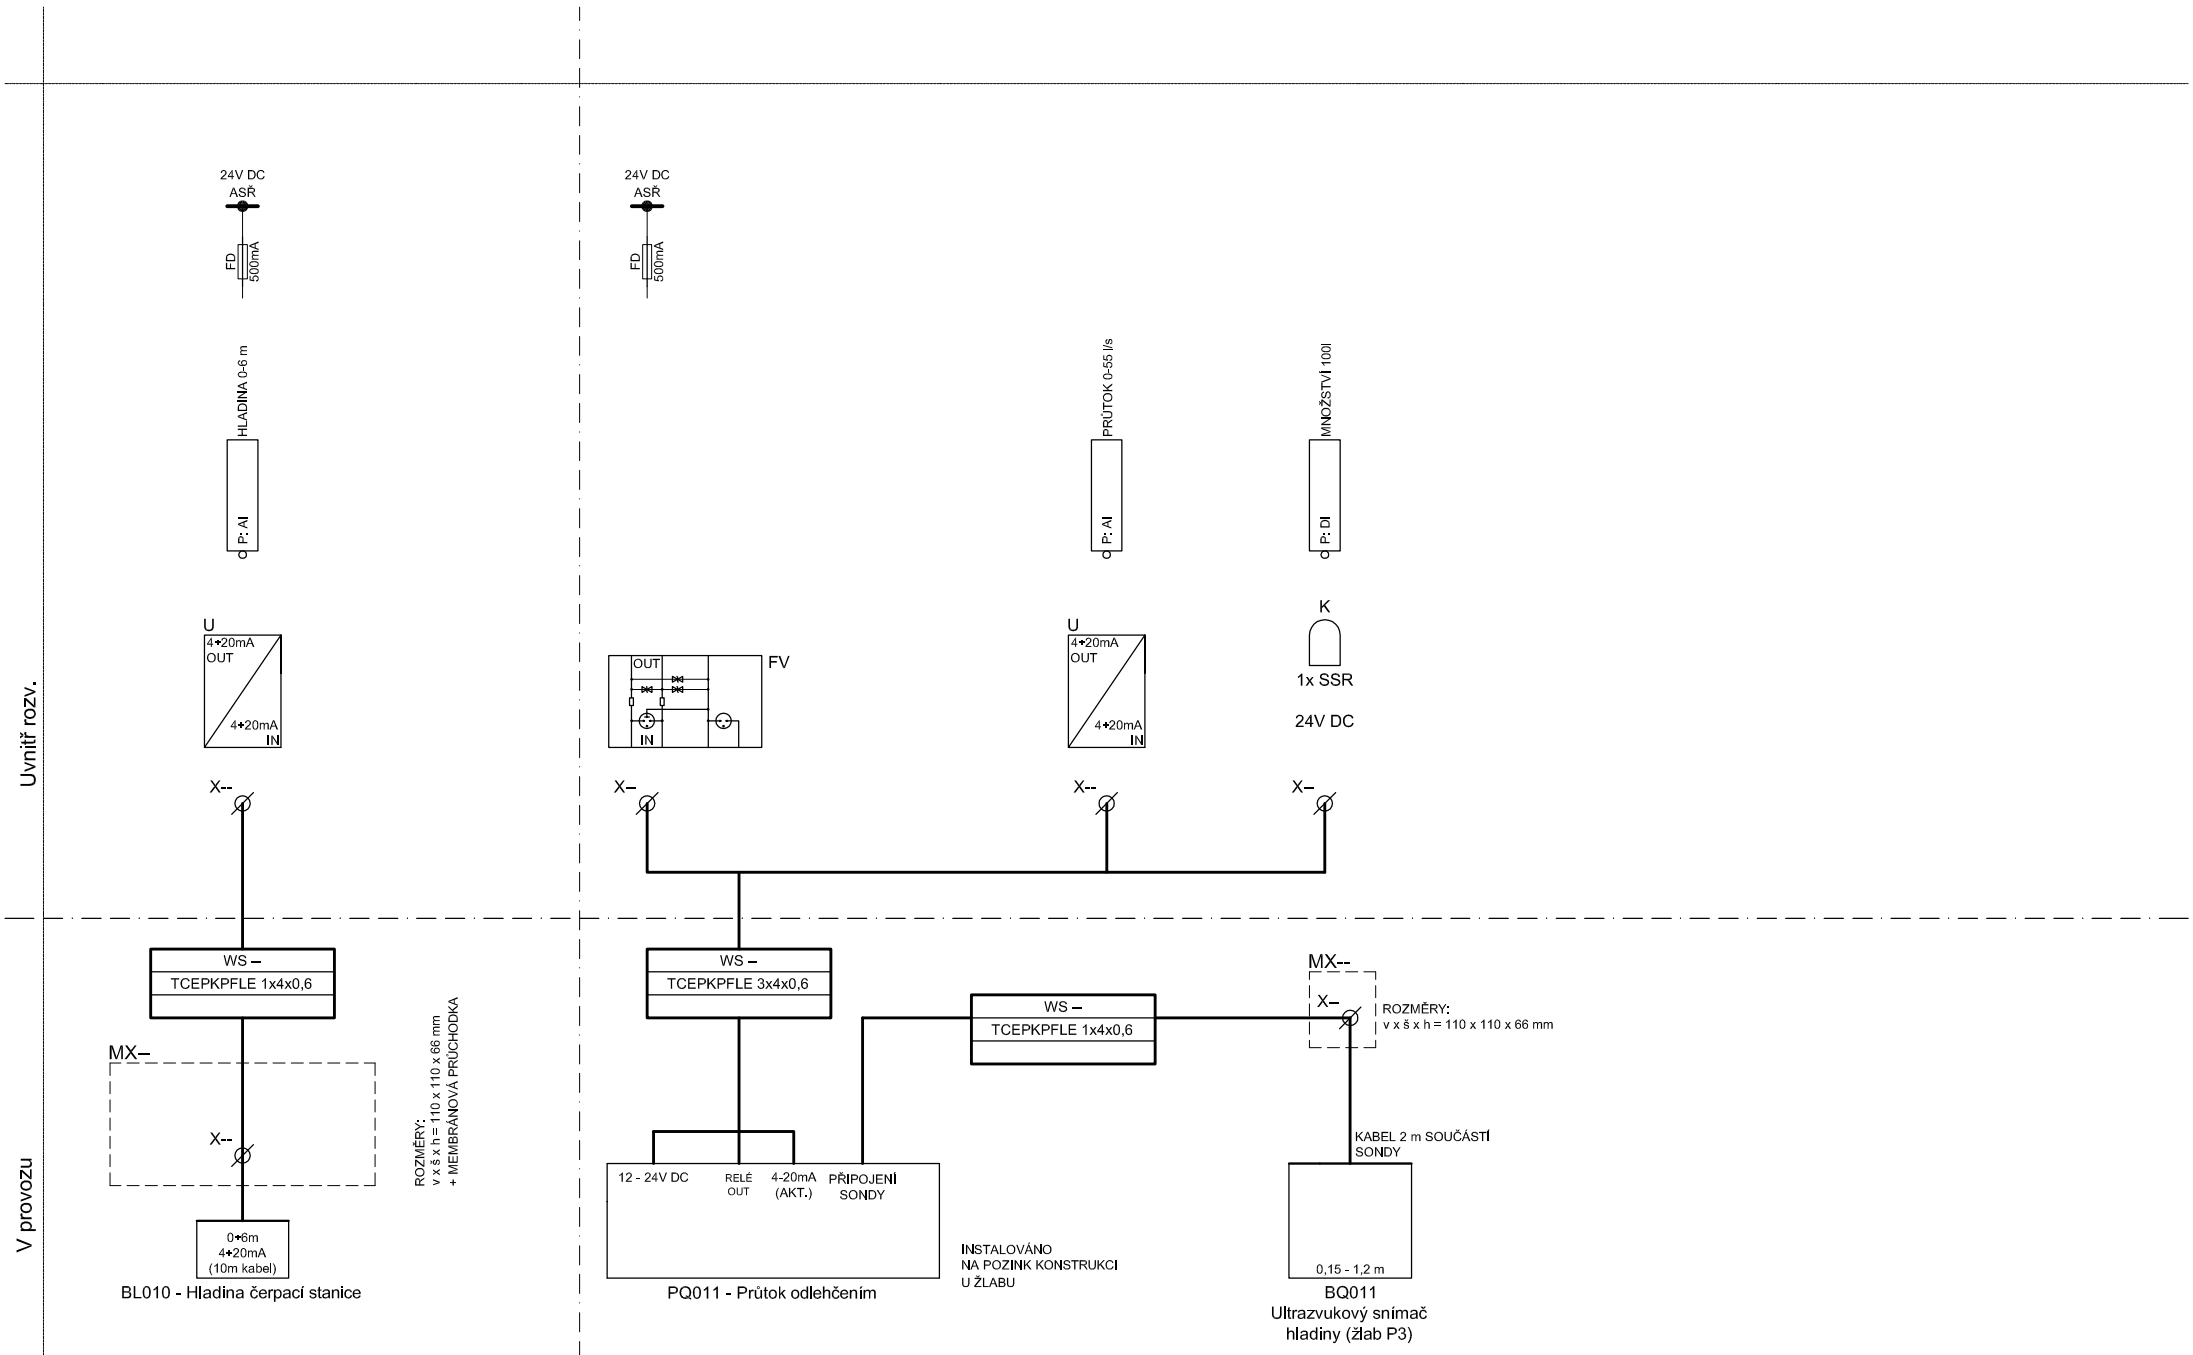 24V DC
ASŘ
FD
500mA
HLADINA 0-6 m
P: AI
U
4÷20mA
OUT
4÷20mA
IN
X--
Uvnitř rozv.
24V DC
ASŘ
FD
500mA
PRŮTOK 0-55 l/s
P: AI
MNOŽSTVÍ 100l
P: DI
OUT
IN
FV
U
4÷20mA
OUT
4÷20mA
IN
K
1x SSR
24V DC
X–
X--
X–
V provozu
WS –
TCEPKPFLE 1x4x0,6
MX–
X--
ROZMĚRY:
v x š x h = 110 x 110 x 66 mm
+ MEMBRÁNOVÁ PRŮCHODKA
0÷6m
4÷20mA
(10m kabel)
BL010 - Hladina čerpací stanice
WS –
TCEPKPFLE 3x4x0,6
WS –
TCEPKPFLE 1x4x0,6
MX--
X–
ROZMĚRY:
v x š x h = 110 x 110 x 66 mm
12 - 24V DC
RELÉ
OUT
4-20mA
(AKT.)
PŘIPOJENÍ
SONDY
KABEL 2 m SOUČÁSTÍ
SONDY
INSTALOVÁNO
NA POZINK KONSTRUKCI
U ŽLABU
PQ011 - Průtok odlehčením
0,15 - 1,2 m
BQ011
Ultrazvukový snímač
hladiny (žlab P3)